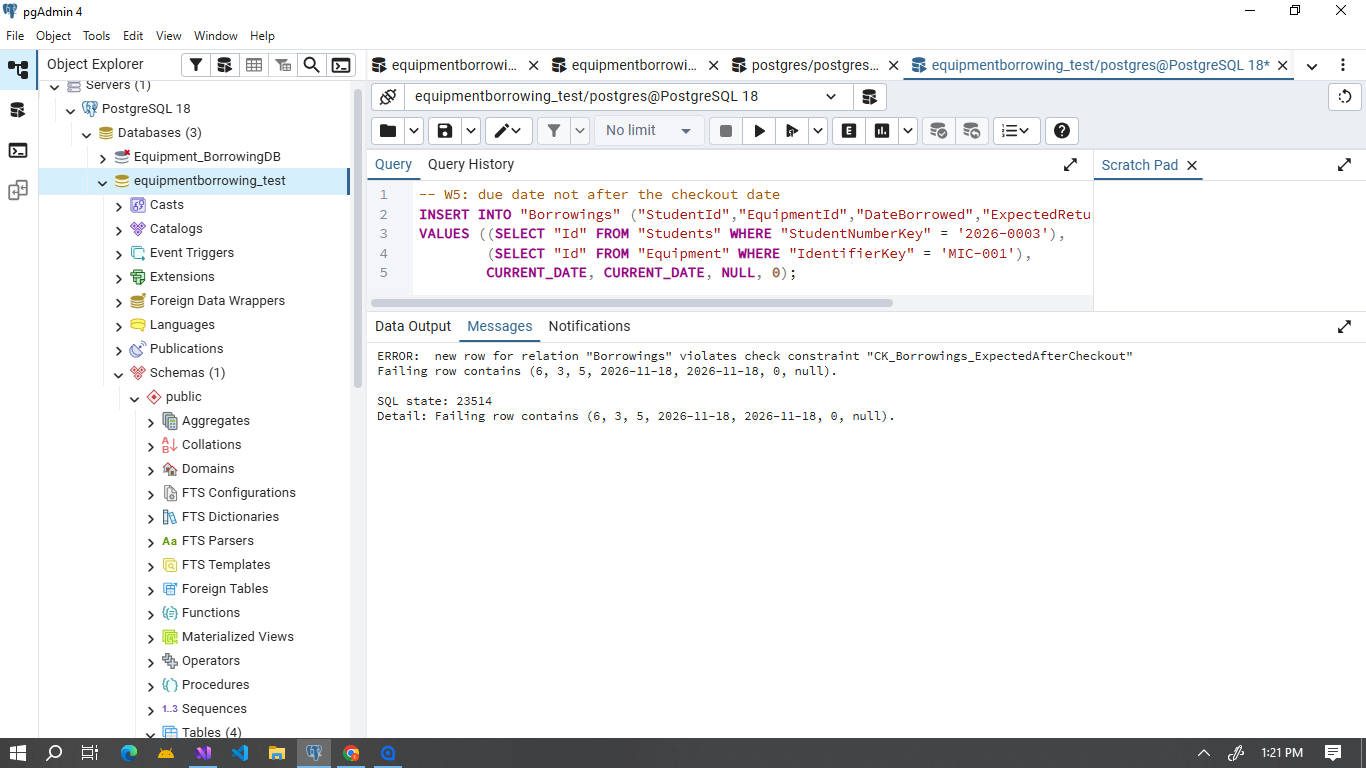 pgAdmin 4
File Object Tools Edit View Window Help
Object Explorer
equipmentborrowi... equipmentborrowi... postgres/postgres... equipmentborrowing_test/postgres@PostgreSQL 18*
equipmentborrowing_test/postgres@PostgreSQL 18
No limit
Servers (1)
PostgreSQL 18
Databases (3)
Equipment_BorrowingDB
equipmentborrowing_test
Casts
Catalogs
Event Triggers
Extensions
Foreign Data Wrappers
Languages
Publications
Schemas (1)
public
Aggregates
Collations
Domains
FTS Configurations
FTS Dictionaries
Aa FTS Parsers
FTS Templates
Foreign Tables
Functions
Materialized Views
Operators
Procedures
1..3 Sequences
Tables (4)
Query Query History
Scratch Pad
1 -- W5: due date not after the checkout date
2 INSERT INTO "Borrowings" ("StudentId","EquipmentId","DateBorrowed","ExpectedRetu
3 VALUES ((SELECT "Id" FROM "Students" WHERE "StudentNumberKey" = '2026-0003'),
4 (SELECT "Id" FROM "Equipment" WHERE "IdentifierKey" = 'MIC-001'),
5 CURRENT_DATE, CURRENT_DATE, NULL, 0);
Data Output Messages Notifications
ERROR:  new row for relation "Borrowings" violates check constraint "CK_Borrowings_ExpectedAfterCheckout"
Failing row contains (6, 3, 5, 2026-11-18, 2026-11-18, 0, null).
SQL state: 23514
Detail: Failing row contains (6, 3, 5, 2026-11-18, 2026-11-18, 0, null).
1:21 PM